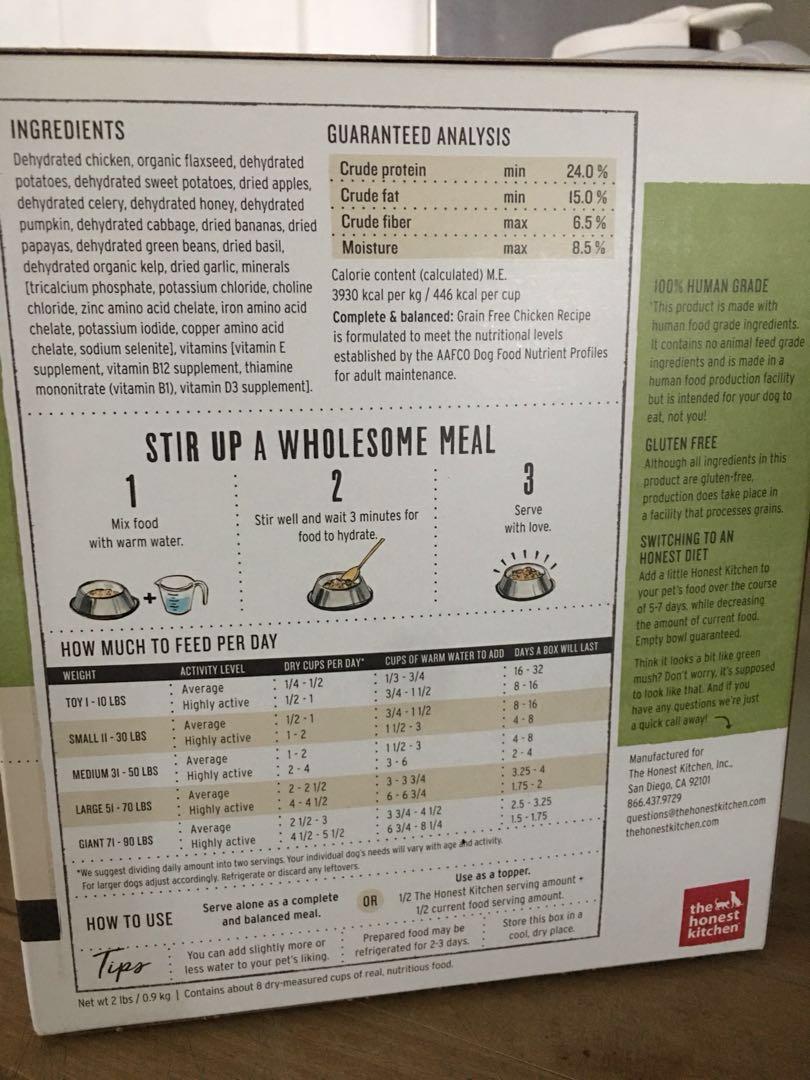 INGREDIENTS
Dehydrated chicken, organic flaxseed, dehydrated
potatoes, dehydrated sweet potatoes, dried apples,
dehydrated celery, dehydrated honey, dehydrated
pumpkin, dehydrated cabbage, dried bananas, dried
papayas, dehydrated green beans, dried basil,
dehydrated organic kelp, dried garlic, minerals
[tricalcium phosphate, potassium chloride, choline
chloride, zinc amino acid chelate, iron amino acid
chelate, potassium iodide, copper amino acid
chelate, sodium selenite], vitamins [vitamin E
supplement, vitamin B12 supplement, thiamine
mononitrate (vitamin B1), vitamin D3 supplement].
GUARANTEED ANALYSIS
Crude protein min 24.0 %
Crude fat min 15.0 %
Crude fiber max 6.5 %
Moisture max 8.5 %
Calorie content (calculated) M.E.
3930 kcal per kg / 446 kcal per cup
Complete & balanced: Grain Free Chicken Recipe
is formulated to meet the nutritional levels
established by the AAFCO Dog Food Nutrient Profiles
for adult maintenance.
STIR UP A WHOLESOME MEAL
1
Mix food
with warm water.
2
Stir well and wait 3 minutes for
food to hydrate.
3
Serve
with love.
HOW MUCH TO FEED PER DAY
WEIGHT ACTIVITY LEVEL DRY CUPS PER DAY* CUPS OF WARM WATER TO ADD DAYS A BOX WILL LAST
TOY 1 - 10 LBS Average 1/4 - 1/2 1/3 - 3/4 16 - 32
Highly active 1/2 - 1 3/4 - 1 1/2 8 - 16
SMALL 11 - 30 LBS Average 1/2 - 1 3/4 - 1 1/2 8 - 16
Highly active 1 - 2 1 1/2 - 3 4 - 8
MEDIUM 31 - 50 LBS Average 1 - 2 1 1/2 - 3 4 - 8
Highly active 2 - 4 3 - 6 2 - 4
LARGE 51 - 70 LBS Average 2 - 2 1/2 3 - 3 3/4 3.25 - 4
Highly active 4 - 4 1/2 6 - 6 3/4 1.75 - 2
GIANT 71 - 90 LBS Average 2 1/2 - 3 3 3/4 - 4 1/2 2.5 - 3.25
Highly active 4 1/2 - 5 1/2 6 3/4 - 8 1/4 1.5 - 1.75
*We suggest dividing daily amount into two servings. Your individual dog's needs will vary with age and activity.
For larger dogs adjust accordingly. Refrigerate or discard any leftovers.
HOW TO USE
Serve alone as a complete
and balanced meal.
OR
Use as a topper.
1/2 The Honest Kitchen serving amount +
1/2 current food serving amount.
Tips
You can add slightly more or
less water to your pet's liking.
Prepared food may be
refrigerated for 2-3 days.
Store this box in a
cool, dry place.
Net wt 2 lbs / 0.9 kg | Contains about 8 dry-measured cups of real, nutritious food.
100% HUMAN GRADE
*This product is made with
human food grade ingredients.
It contains no animal feed grade
ingredients and is made in a
human food production facility
but is intended for your dog to
eat, not you!
GLUTEN FREE
Although all ingredients in this
product are gluten-free,
production does take place in
a facility that processes grains.
SWITCHING TO AN
HONEST DIET
Add a little Honest Kitchen to
your pet's food over the course
of 5-7 days, while decreasing
the amount of current food.
Empty bowl guaranteed.
Think it looks a bit like green
mush? Don't worry, it's supposed
to look like that. And if you
have any questions we're just
a quick call away!
Manufactured for
The Honest Kitchen, Inc.,
San Diego, CA 92101
866.437.9729
questions@thehonestkitchen.com
thehonestkitchen.com
the
honest
kitchen